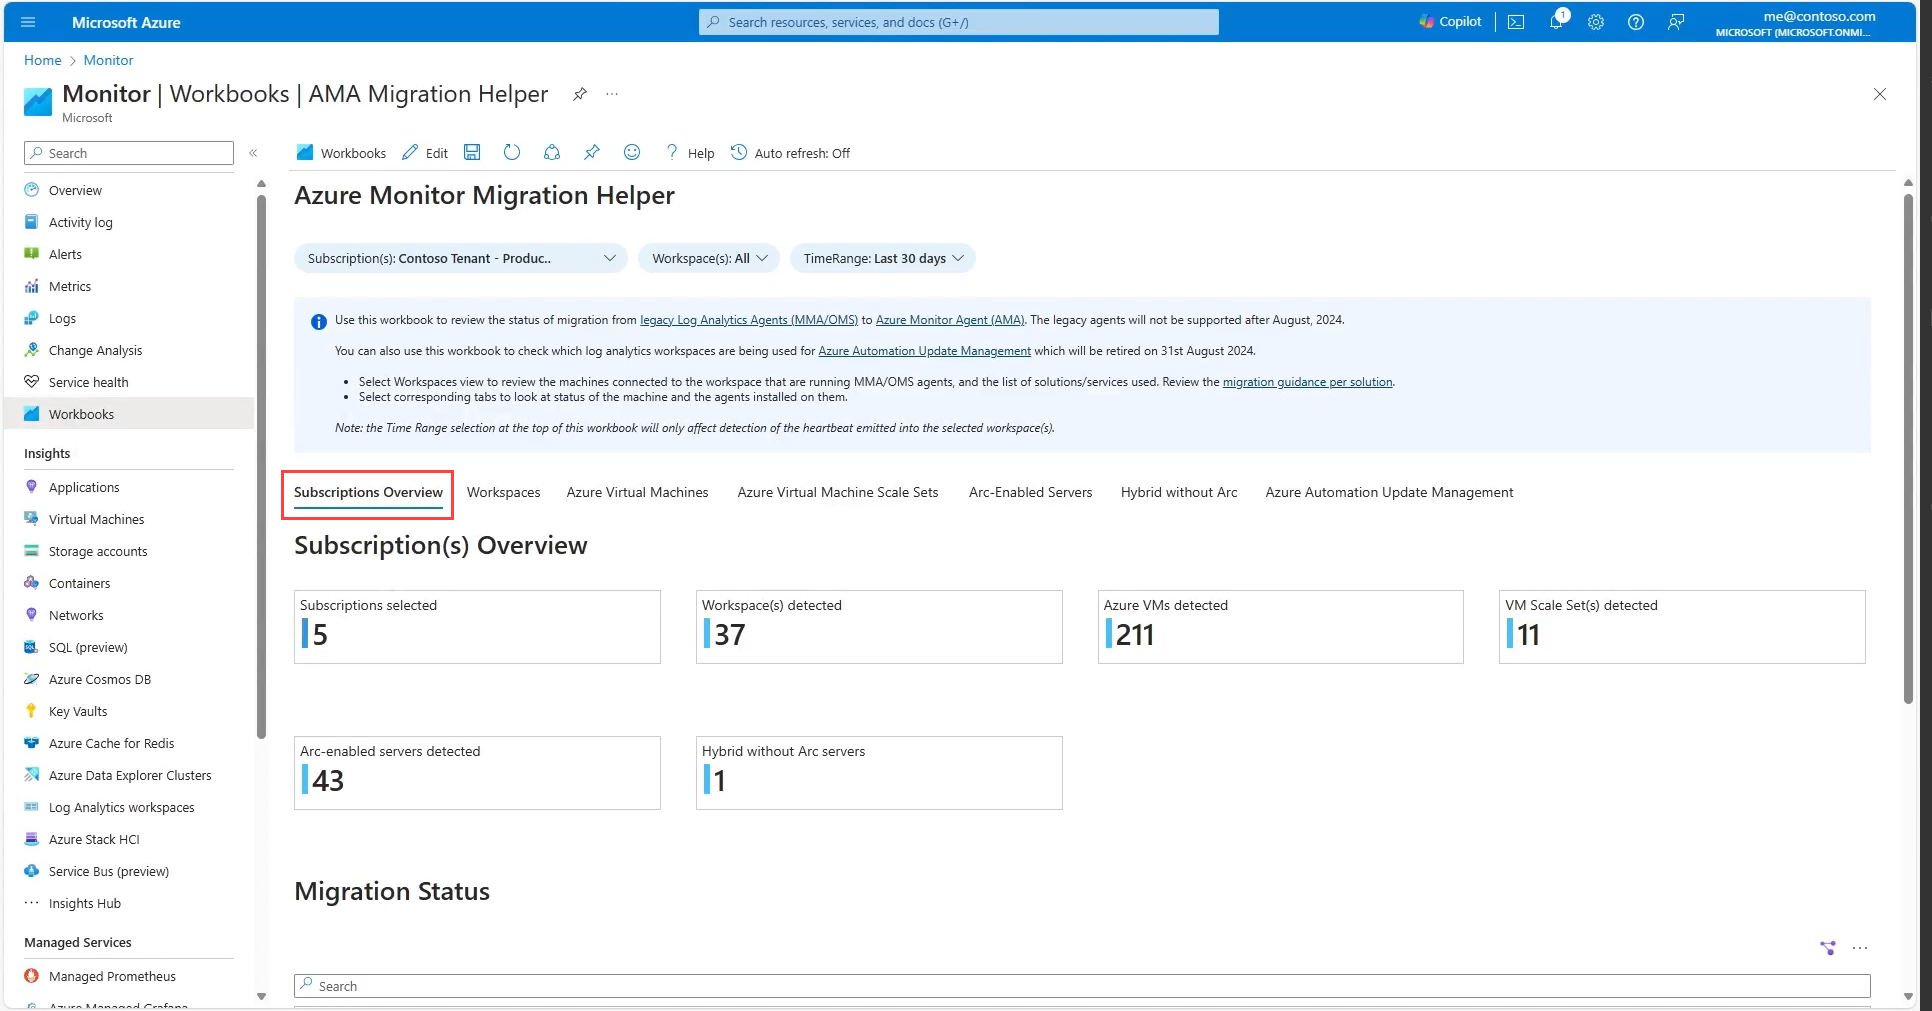 Microsoft Azure
Search resources, services, and docs (G+/)
Copilot
1
me@contoso.com
MICROSOFT (MICROSOFT.ONMI...
Home > Monitor
Monitor | Workbooks | AMA Migration Helper
Microsoft
Search
Workbooks
Edit
Help
Auto refresh: Off
Overview
Activity log
Alerts
Metrics
Logs
Change Analysis
Service health
Workbooks
Insights
Applications
Virtual Machines
Storage accounts
Containers
Networks
SQL (preview)
Azure Cosmos DB
Key Vaults
Azure Cache for Redis
Azure Data Explorer Clusters
Log Analytics workspaces
Azure Stack HCI
Service Bus (preview)
Insights Hub
Managed Services
Managed Prometheus
Azure Managed Grafana
Azure Monitor Migration Helper
Subscription(s): Contoso Tenant - Produc..
Workspace(s): All
TimeRange: Last 30 days
Use this workbook to review the status of migration from legacy Log Analytics Agents (MMA/OMS) to Azure Monitor Agent (AMA). The legacy agents will not be supported after August, 2024.
You can also use this workbook to check which log analytics workspaces are being used for Azure Automation Update Management which will be retired on 31st August 2024.
• Select Workspaces view to review the machines connected to the workspace that are running MMA/OMS agents, and the list of solutions/services used. Review the migration guidance per solution.
• Select corresponding tabs to look at status of the machine and the agents installed on them.
Note: the Time Range selection at the top of this workbook will only affect detection of the heartbeat emitted into the selected workspace(s).
Subscriptions Overview
Workspaces
Azure Virtual Machines
Azure Virtual Machine Scale Sets
Arc-Enabled Servers
Hybrid without Arc
Azure Automation Update Management
Subscription(s) Overview
Subscriptions selected
5
Workspace(s) detected
37
Azure VMs detected
211
VM Scale Set(s) detected
11
Arc-enabled servers detected
43
Hybrid without Arc servers
1
Migration Status
Search